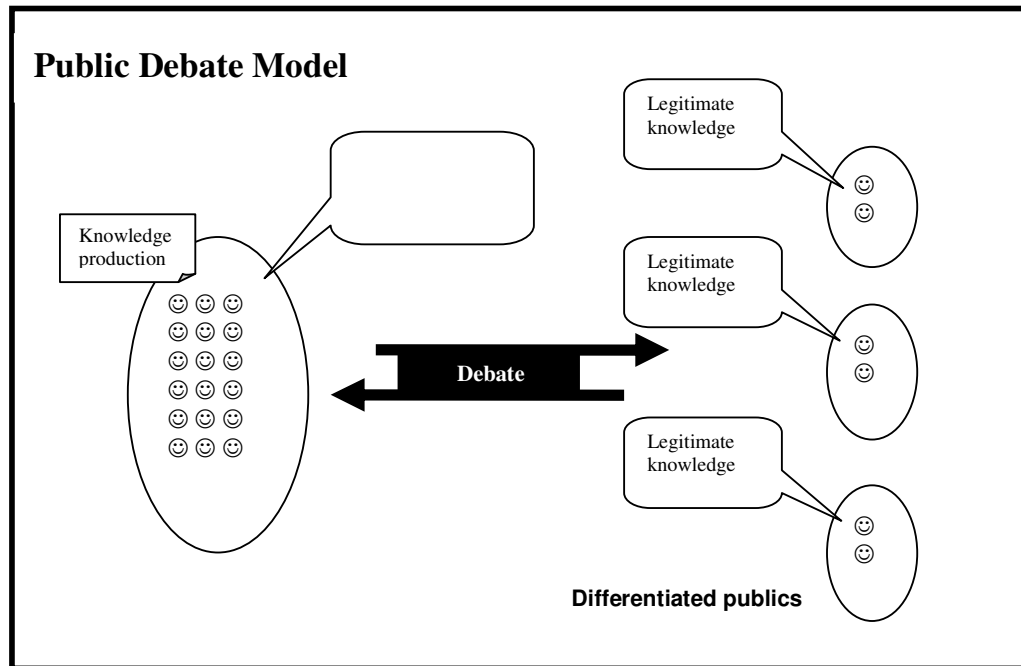 Public Debate Model
Legitimate
knowledge
Knowledge
production
Legitimate
knowledge
Debate
Legitimate
knowledge
Differentiated publics